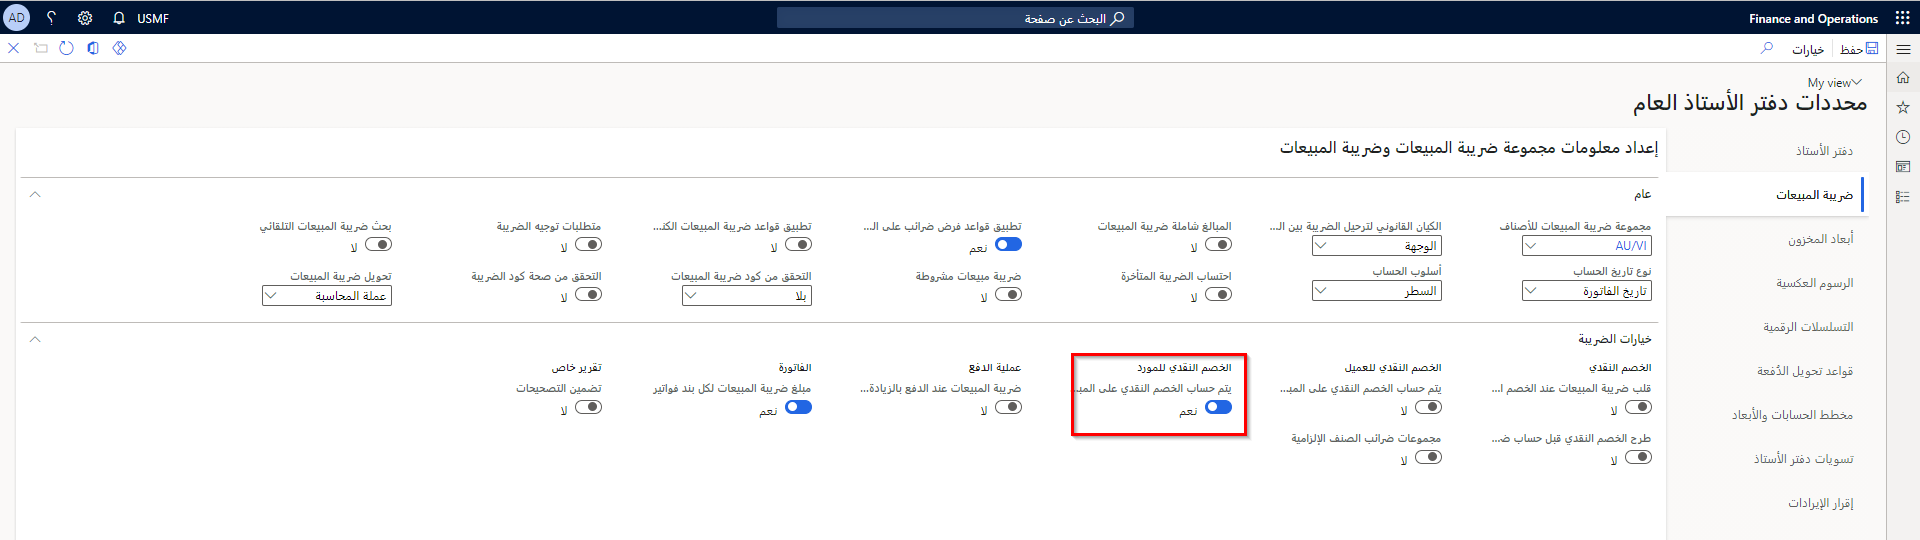 Finance and Operations
البحث عن صفحة
USMF
AD
حفظ
خيارات
My view
محددات دفتر الأستاذ العام
دفتر الأستاذ
ضريبة المبيعات
أبعاد المخزون
الرسوم العكسية
التسلسلات الرقمية
قواعد تحويل الدُفعة
مخطط الحسابات والأبعاد
تسويات دفتر الأستاذ
إقرار الإيرادات
إعداد معلومات مجموعة ضريبة المبيعات وضريبة المبيعات
عام
مجموعة ضريبة المبيعات للأصناف
AU/VI
نوع تاريخ الحساب
تاريخ الفاتورة
الكيان القانوني لترحيل الضريبة بين ال...
الوجهة
أسلوب الحساب
السطر
المبالغ شاملة ضريبة المبيعات
لا
احتساب الضريبة المتأخرة
لا
تطبيق قواعد فرض ضرائب على ال...
نعم
ضريبة مبيعات مشروطة
لا
تطبيق قواعد ضريبة المبيعات الكند...
لا
التحقق من كود ضريبة المبيعات
بلا
متطلبات توجيه الضريبة
لا
التحقق من صحة كود الضريبة
لا
بحث ضريبة المبيعات التلقائي
لا
تحويل ضريبة المبيعات
عملة المحاسبة
خيارات الضريبة
الخصم النقدي
قلب ضريبة المبيعات عند الخصم ا...
لا
طرح الخصم النقدي قبل حساب ض...
لا
الخصم النقدي للعميل
يتم حساب الخصم النقدي على المبـ...
لا
مجموعات ضرائب الصنف الإلزامية
لا
الخصم النقدي للمورد
يتم حساب الخصم النقدي على المبـ...
نعم
عملية الدفع
ضريبة المبيعات عند الدفع بالزيادة...
لا
الفاتورة
مبلغ ضريبة المبيعات لكل بند فواتير
نعم
تقرير خاص
تضمين التصحيحات
لا